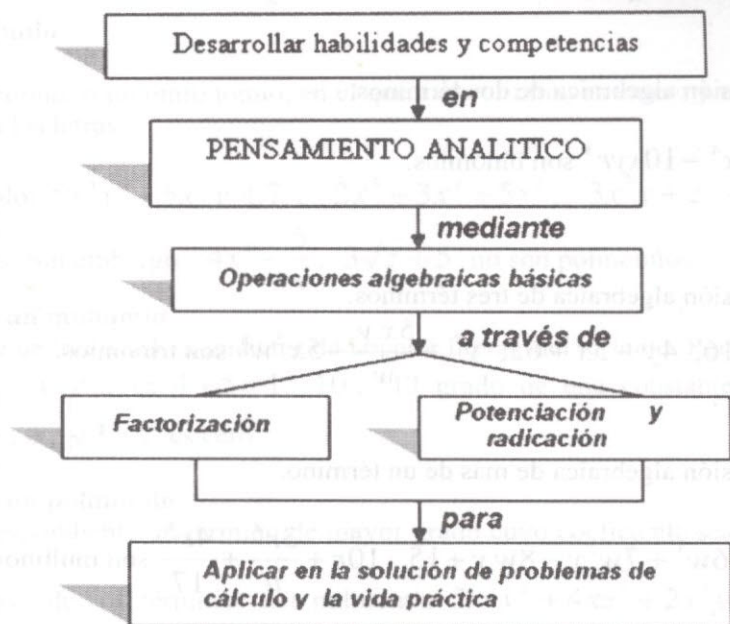 Desarrollar habilidades y competencias
en
PENSAMIENTO ANALITICO
mediante
Operaciones algebraicas básicas
a través de
Factorización
Potenciación y
radicación
para
Aplicar en la solución de problemas de
cálculo y la vida práctica